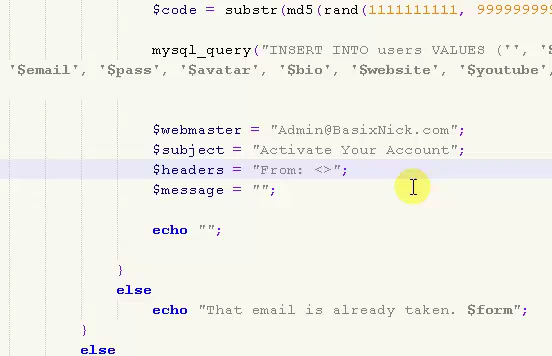 $code = substr(md5(rand(1111111111, 999999999
mysql_query("INSERT INTO users VALUES ('', '$
'$email', '$pass', '$avatar', '$bio', '$website', '$youtube',
$webmaster = "Admin@BasixNick.com";
$subject = "Activate Your Account";
$headers = "From: <>";
$message = "";
echo "";
}
else
echo "That email is already taken. $form";
}
else